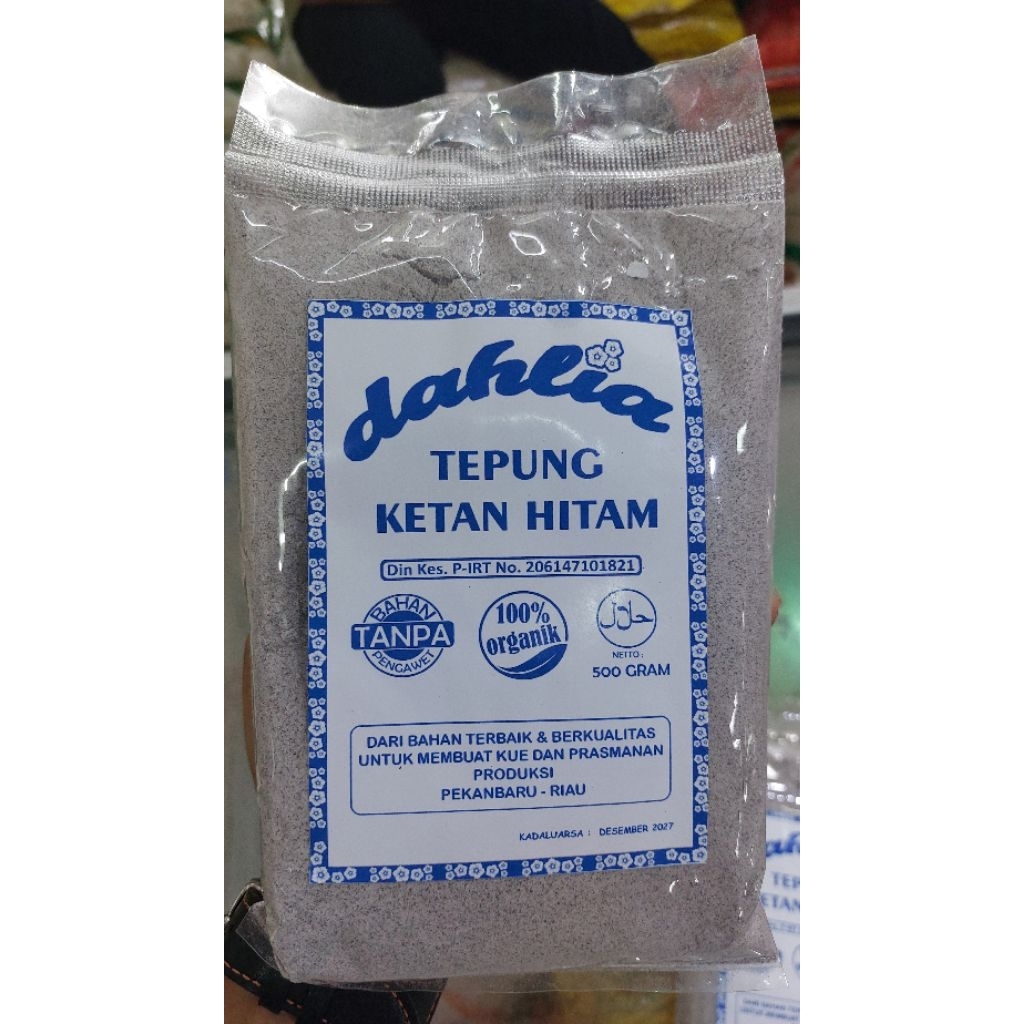 dahlia
TEPUNG
KETAN HITAM
Din Kes. P-IRT No. 206147101821
BAHAN
TANPA
PENGAWET
100%
organik
حلال
NETTO :
500 GRAM
DARI BAHAN TERBAIK & BERKUALITAS
UNTUK MEMBUAT KUE DAN PRASMANAN
PRODUKSI
PEKANBARU - RIAU
KADALUARSA : DESEMBER 2027